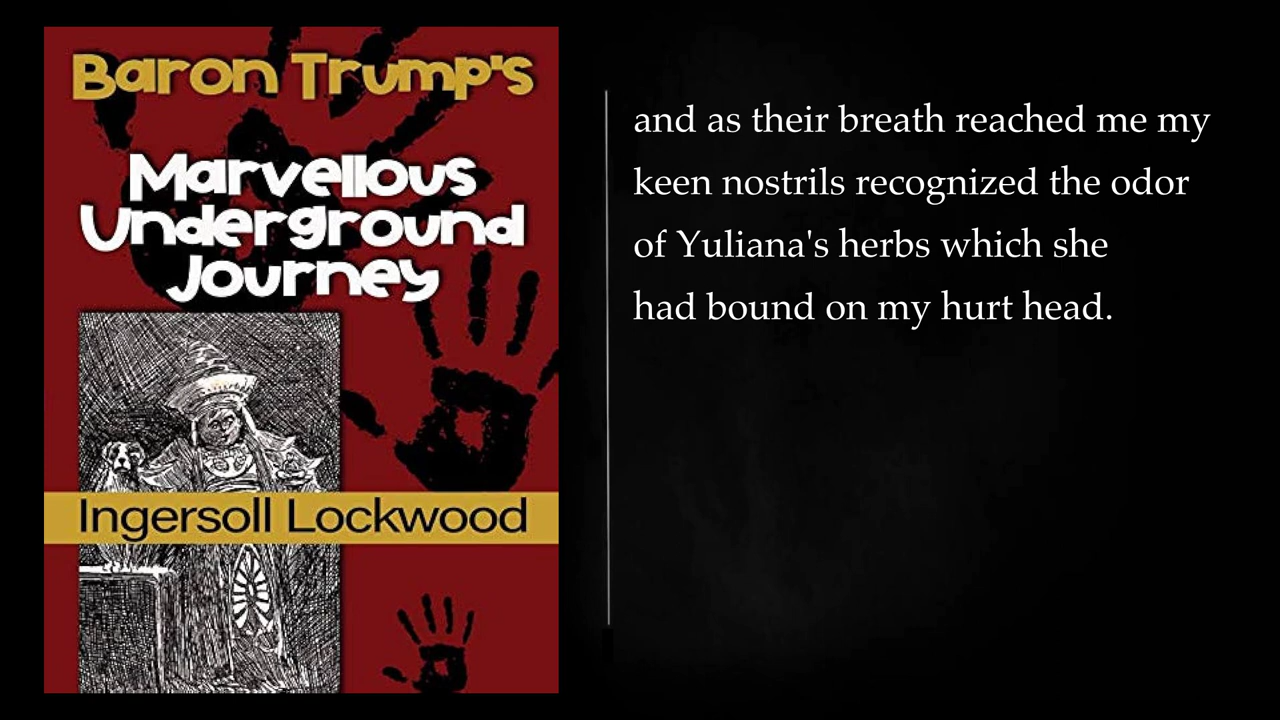 Baron Trump's
Marvellous
Underground
Journey
Ingersoll Lockwood
and as their breath reached me my
keen nostrils recognized the odor
of Yuliana's herbs which she
had bound on my hurt head.